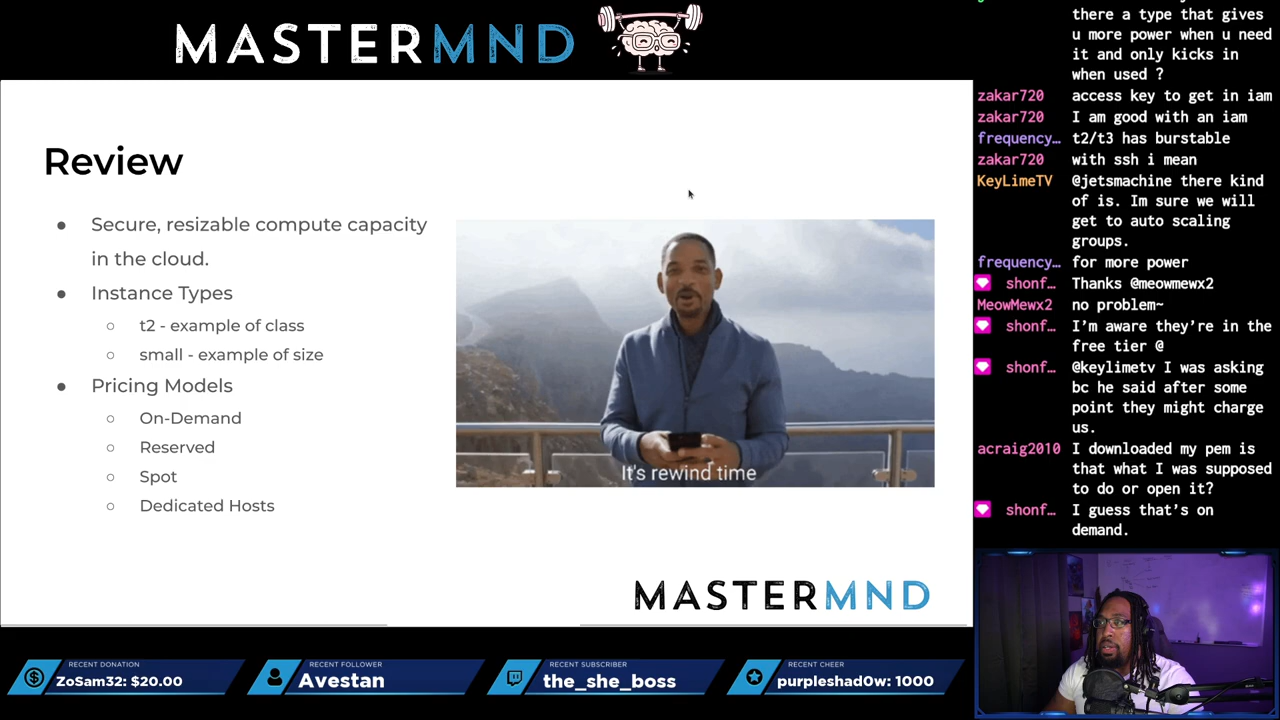 MASTERMND
Review
● Secure, resizable compute capacity
in the cloud.
● Instance Types
○ t2 - example of class
○ small - example of size
● Pricing Models
○ On-Demand
○ Reserved
○ Spot
○ Dedicated Hosts
It's rewind time
MASTERMND
there a type that gives
u more power when u need
it and only kicks in
when used ?
zakar720 access key to get in iam
zakar720 I am good with an iam
frequency… t2/t3 has burstable
zakar720 with ssh i mean
KeyLimeTV @jetsmachine there kind
of is. Im sure we will
get to auto scaling
groups.
frequency… for more power
shonf… Thanks @meowmewx2
MeowMewx2 no problem~
shonf… I’m aware they’re in the
free tier @
shonf… @keylimetv I was asking
bc he said after some
point they might charge
us.
acraig2010 I downloaded my pem is
that what I was supposed
to do or open it?
shonf… I guess that’s on
demand.
RECENT DONATION
ZoSam32: $20.00
RECENT FOLLOWER
Avestan
RECENT SUBSCRIBER
the_she_boss
RECENT CHEER
purpleshad0w: 1000